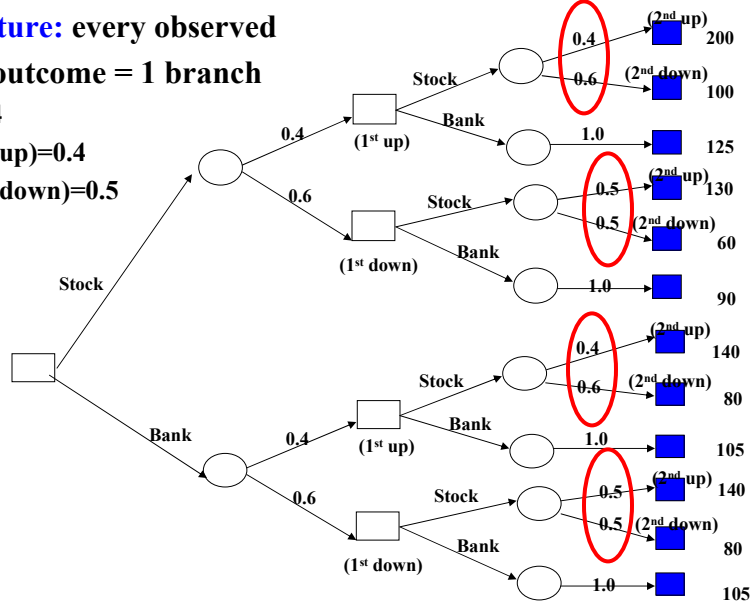 ture: every observed
outcome = 1 branch
up)=0.4
down)=0.5
(2nd up)
0.4
200
Stock
0.6
(2nd down)
100
0.4
(1st up)
Bank
1.0
125
0.6
(2nd up)
0.5
130
Stock
0.5
(2nd down)
60
(1st down)
Bank
1.0
90
Stock
(2nd up)
0.4
140
Stock
0.6
(2nd down)
80
Bank
0.4
(1st up)
Bank
1.0
105
0.6
(2nd up)
0.5
140
Stock
0.5
(2nd down)
80
(1st down)
Bank
1.0
105